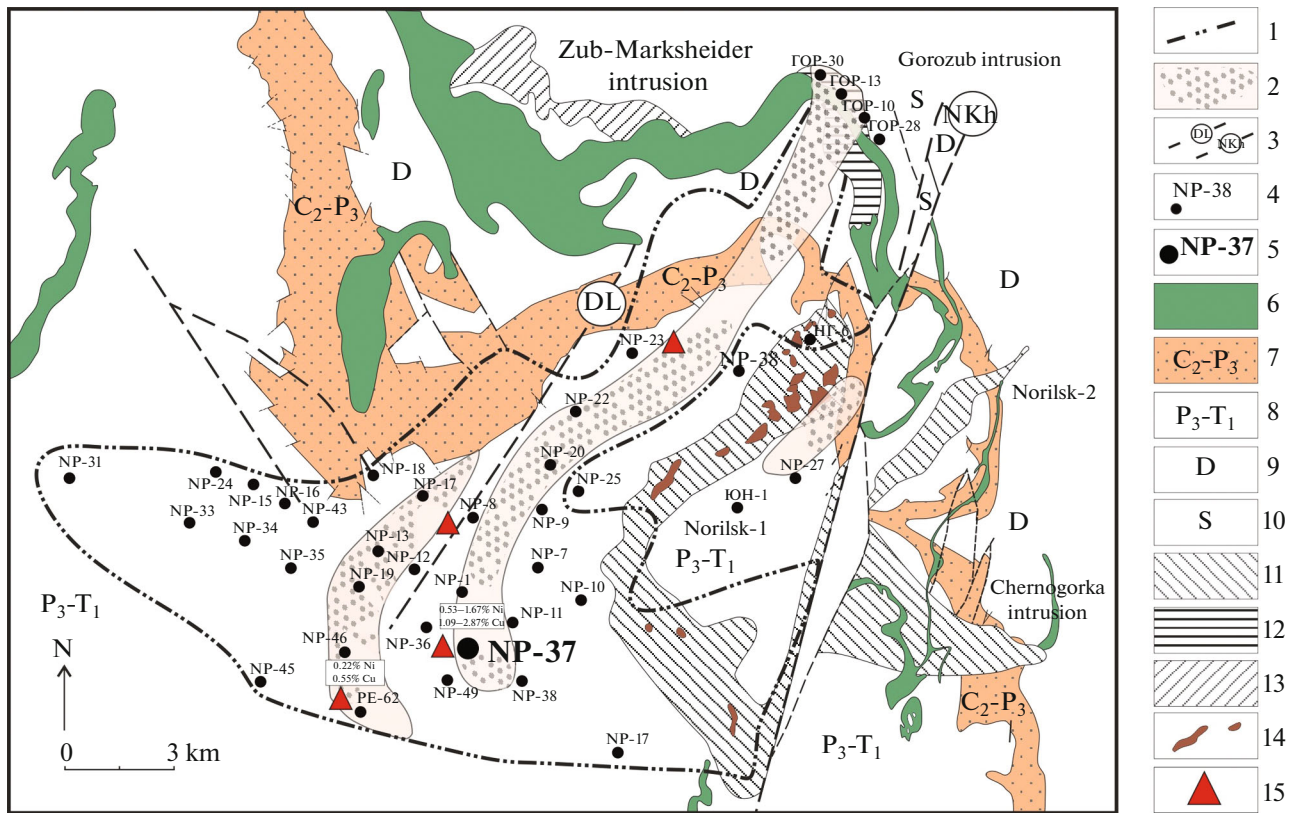 Zub-Marksheider
intrusion
ГОР-30
ГОР-13
Gorozub intrusion
S
ГОР-10
NKh
ГОР-28
D
D
D
S
C₂-P₃
C₂-P₃
D
DL
NP-23
НГ-6
NP-38
Norilsk-2
NP-22
NP-31
NP-24
NP-15
NP-16
NP-18
NP-17
NP-20
NP-25
NP-27
NP-33
NP-34
NP-43
NP-8
NP-9
ЮН-1
Norilsk-1
D
NP-13
NP-35
NP-12
NP-7
P₃-T₁
NP-19
NP-1
NP-10
Chernogorka
intrusion
P₃-T₁
0.53–1.67% Ni
1.09–2.87% Cu
NP-11
N
NP-46
NP-36
NP-37
0.22% Ni
0.55% Cu
NP-45
PE-62
NP-49
NP-38
C₂-P₃
NP-17
P₃-T₁
0 3 km
1
2
DL
NKh
3
NP-38
4
NP-37
5
6
C₂-P₃
7
P₃-T₁
8
D
9
S
10
11
12
13
14
15